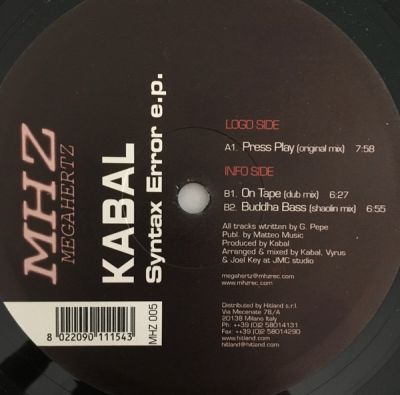 MHZ
MEGAHERTZ
KABAL
Syntax Error e.p.
LOGO SIDE
A1. Press Play (original mix) 7:58
INFO SIDE
B1. On Tape (dub mix) 6:27
B2. Buddha Bass (shaolin mix) 6:55
All tracks wtritten by G. Pepe
Publ. by Matteo Music
Produced by Kabal
Arranged & mixed by Kabal, Vyrus
& Joel Key at JMC studio
megahertz@mhzrec.com
www.mhzrec.com
Distributed by Hitland s.r.l.
Via Mecenate 78/A
20138 Milano Italy
Ph: ++39 (0)2 58014131
Fax: ++39 (0)2 58014290
www.hitland.com
hitland@hitland.com
8 022090 111543
MHZ 005